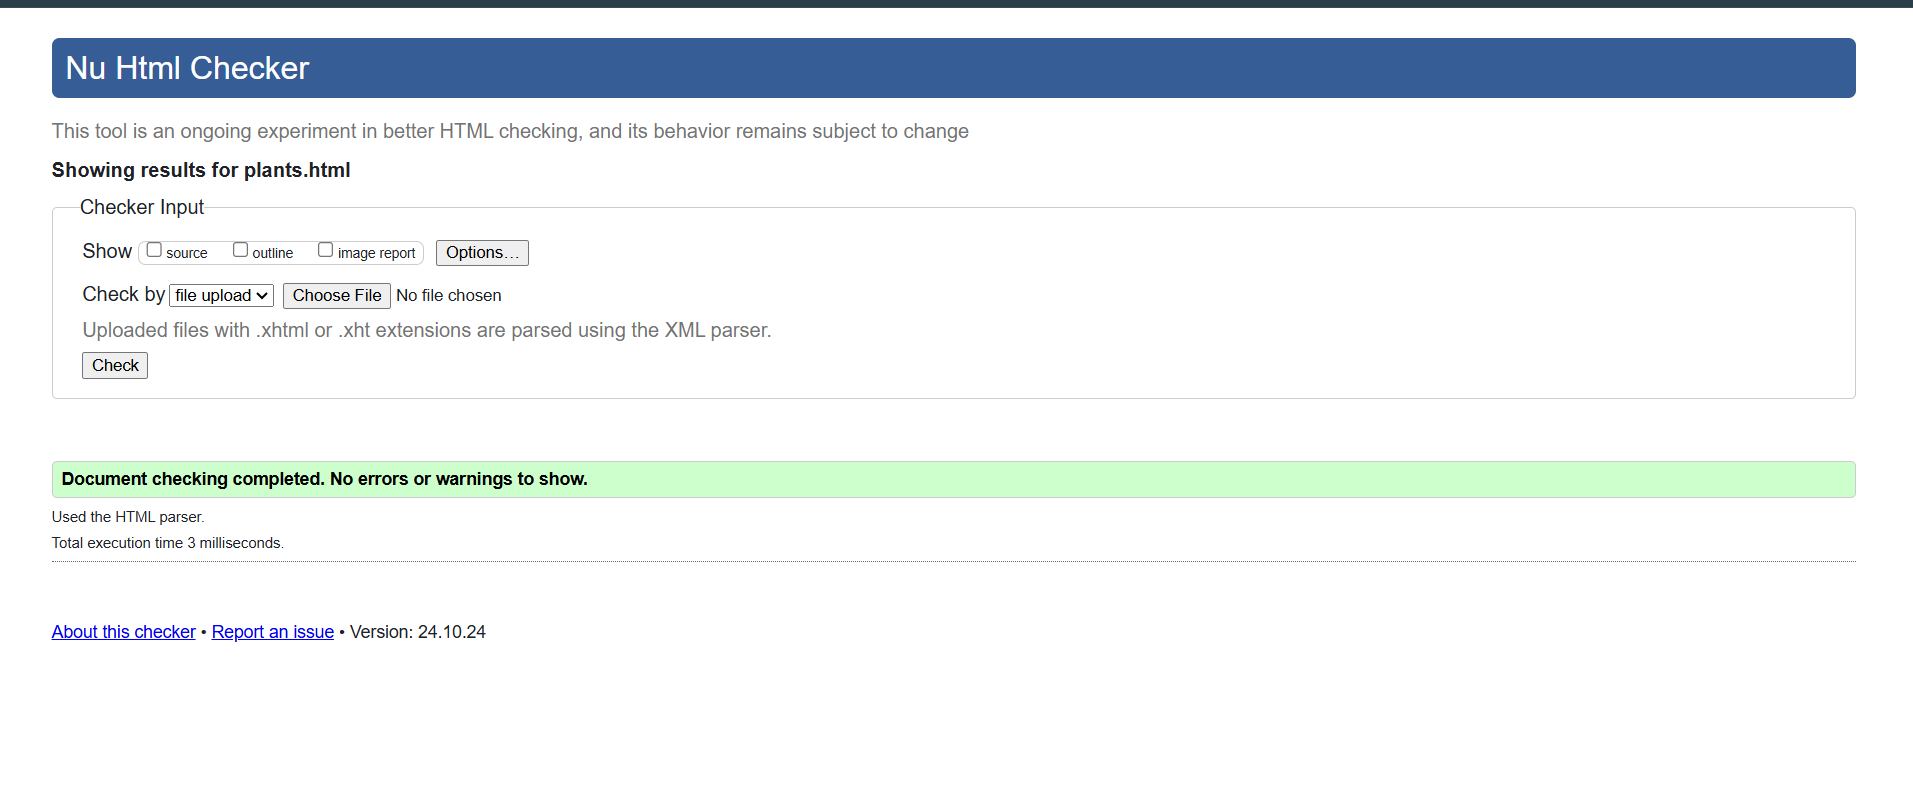 Nu Html Checker
This tool is an ongoing experiment in better HTML checking, and its behavior remains subject to change
Showing results for plants.html
Checker Input
Show source outline image report Options...
Check by file upload Choose File No file chosen
Uploaded files with .xhtml or .xht extensions are parsed using the XML parser.
Check
Document checking completed. No errors or warnings to show.
Used the HTML parser.
Total execution time 3 milliseconds.
About this checker • Report an issue • Version: 24.10.24